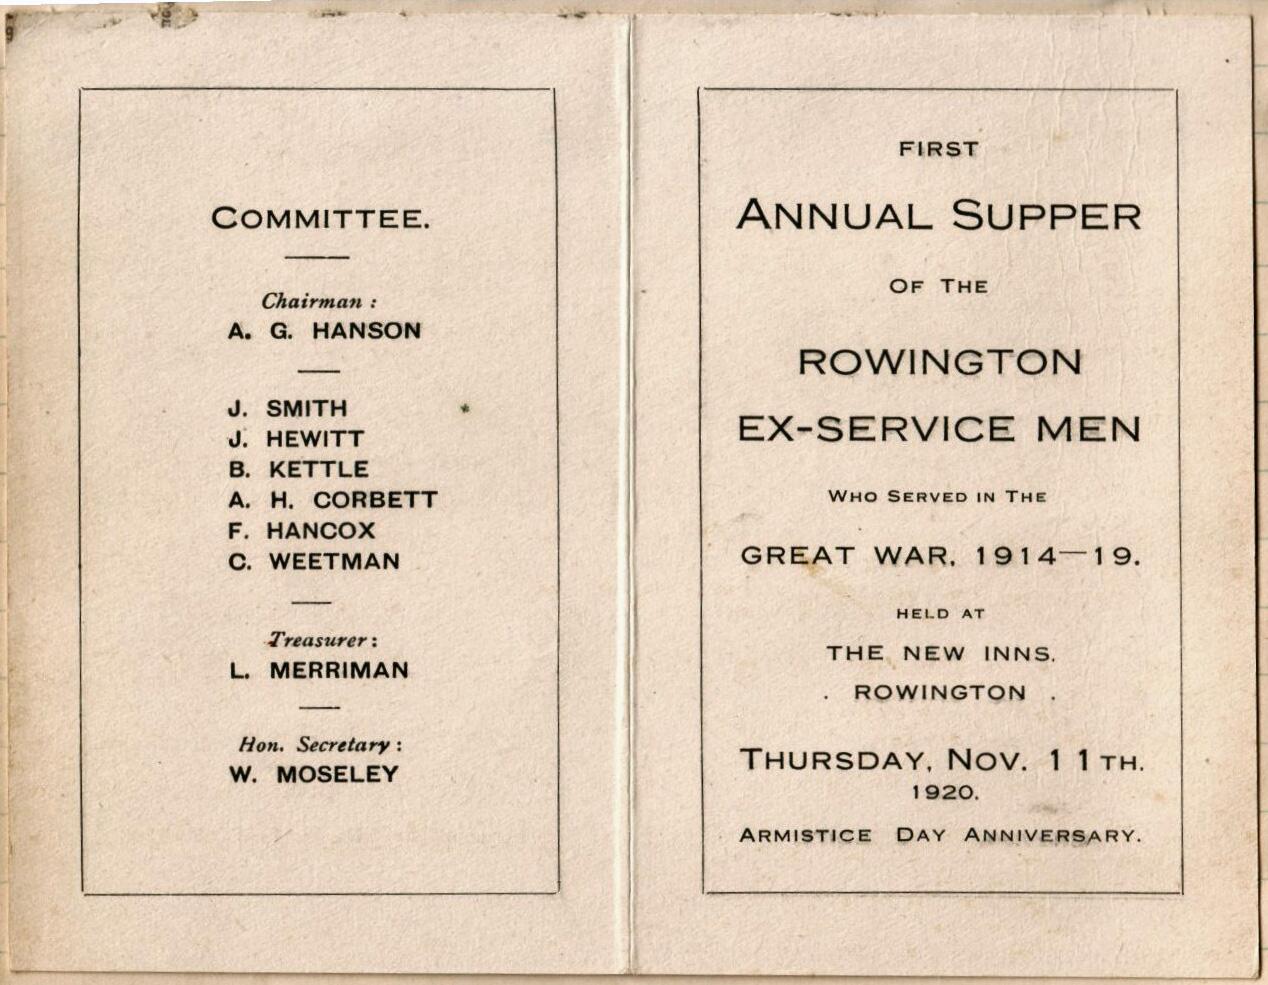 COMMITTEE.
Chairman :
A. G. HANSON
J. SMITH
J. HEWITT
B. KETTLE
A. H. CORBETT
F. HANCOX
C. WEETMAN
Treasurer :
L. MERRIMAN
Hon. Secretary :
W. MOSELEY
FIRST
ANNUAL SUPPER
OF THE
ROWINGTON
EX-SERVICE MEN
WHO SERVED IN THE
GREAT WAR, 1914—19.
HELD AT
THE NEW INNS,
. ROWINGTON .
THURSDAY, NOV. 11TH.
1920.
ARMISTICE DAY ANNIVERSARY.